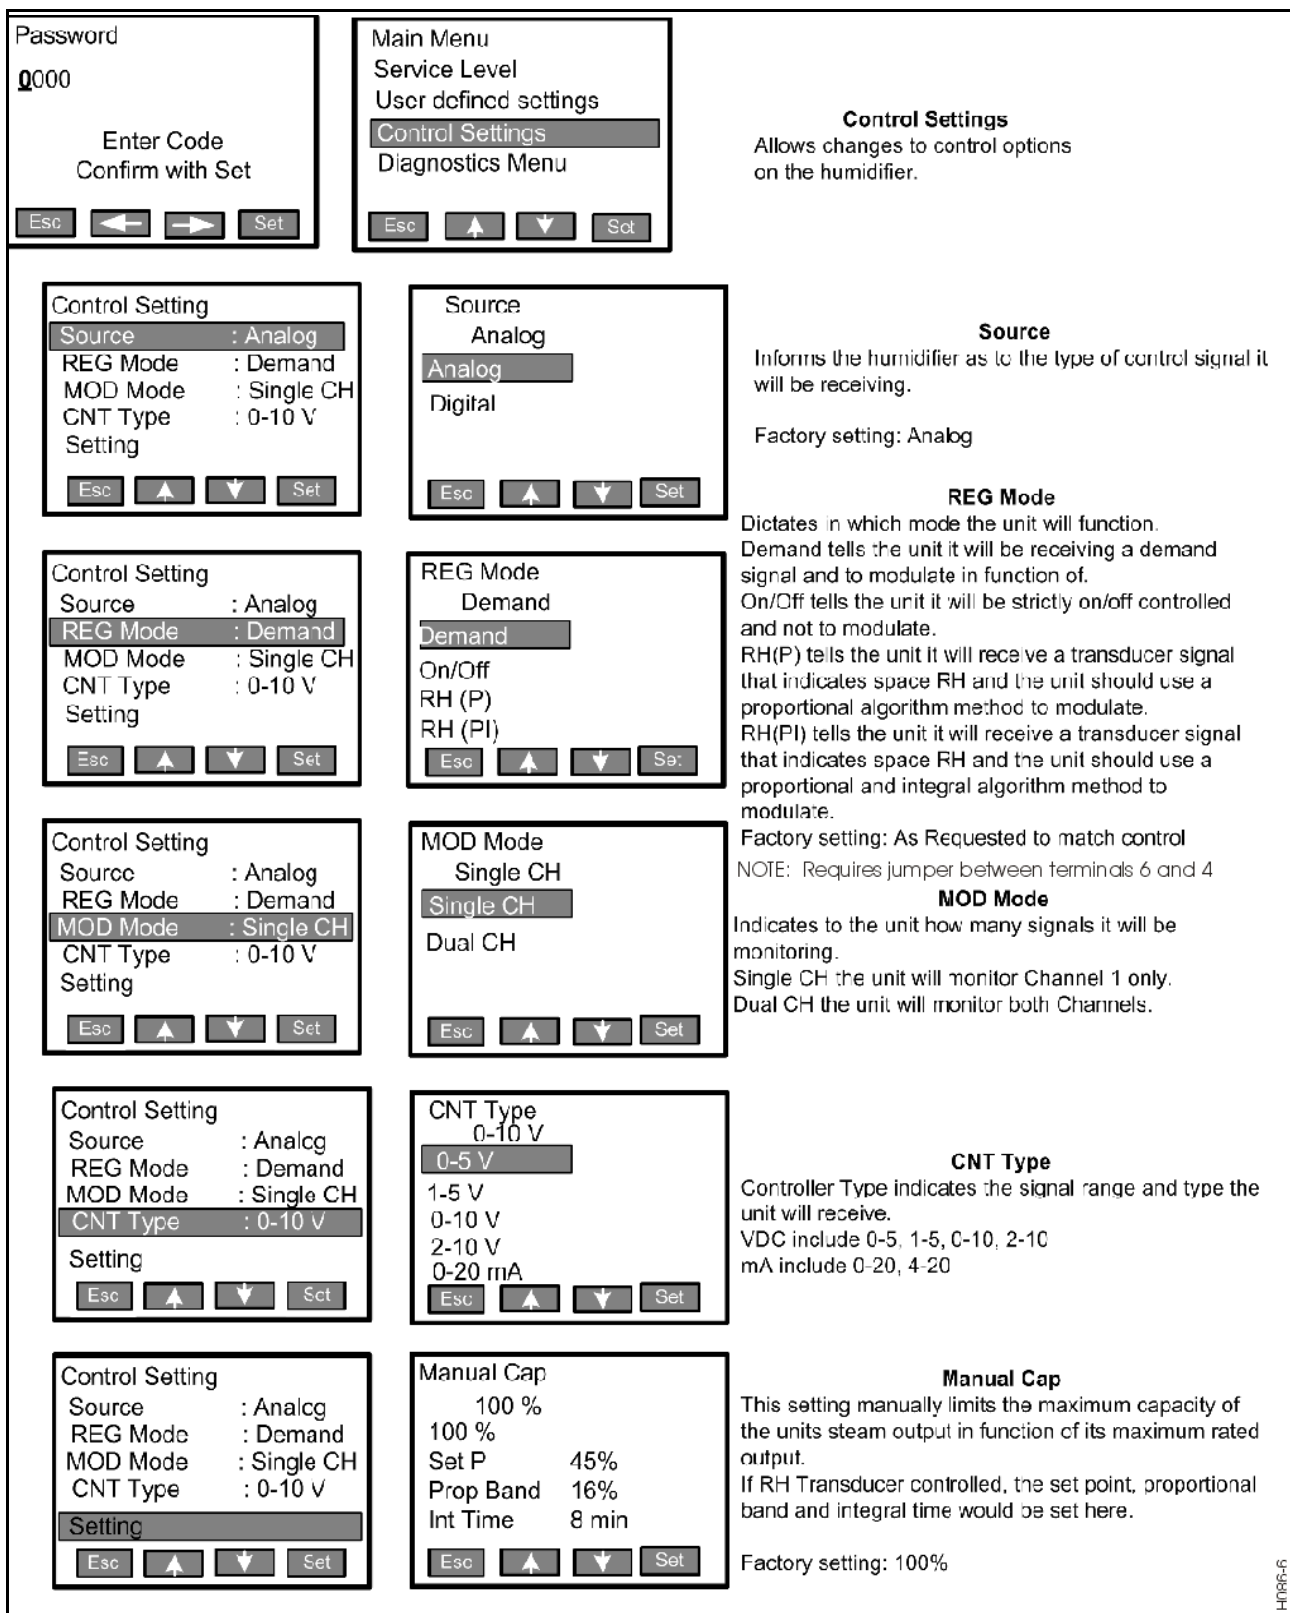 Password
0000
Enter Code
Confirm with Set
Esc
Set
Main Menu
Service Level
User defined settings
Control Settings
Diagnostics Menu
Esc
Set
Control Settings
Allows changes to control options
on the humidifier.
Control Setting
Source : Analog
REG Mode : Demand
MOD Mode : Single CH
CNT Type : 0-10 V
Setting
Esc
Set
Source
Analog
Analog
Digital
Esc
Set
Source
Informs the humidifier as to the type of control signal it
will be receiving.
Factory setting: Analog
Control Setting
Source : Analog
REG Mode : Demand
MOD Mode : Single CH
CNT Type : 0-10 V
Setting
Esc
Set
REG Mode
Demand
Demand
On/Off
RH (P)
RH (PI)
Esc
Set
REG Mode
Dictates in which mode the unit will function.
Demand tells the unit it will be receiving a demand
signal and to modulate in function of.
On/Off tells the unit it will be strictly on/off controlled
and not to modulate.
RH(P) tells the unit it will receive a transducer signal
that indicates space RH and the unit should use a
proportional algorithm method to modulate.
RH(PI) tells the unit it will receive a transducer signal
that indicates space RH and the unit should use a
proportional and integral algorithm method to
modulate.
Factory setting: As Requested to match control
NOTE: Requires jumper between terminals 6 and 4
Control Setting
Source : Analog
REG Mode : Demand
MOD Mode : Single CH
CNT Type : 0-10 V
Setting
Esc
Set
MOD Mode
Single CH
Single CH
Dual CH
Esc
Set
MOD Mode
Indicates to the unit how many signals it will be
monitoring.
Single CH the unit will monitor Channel 1 only.
Dual CH the unit will monitor both Channels.
Control Setting
Source : Analog
REG Mode : Demand
MOD Mode : Single CH
CNT Type : 0-10 V
Setting
Esc
Set
CNT Type
0-10 V
0-5 V
1-5 V
0-10 V
2-10 V
0-20 mA
Esc
Set
CNT Type
Controller Type indicates the signal range and type the
unit will receive.
VDC include 0-5, 1-5, 0-10, 2-10
mA include 0-20, 4-20
Control Setting
Source : Analog
REG Mode : Demand
MOD Mode : Single CH
CNT Type : 0-10 V
Setting
Esc
Set
Manual Cap
100 %
100 %
Set P 45%
Prop Band 16%
Int Time 8 min
Esc
Set
Manual Cap
This setting manually limits the maximum capacity of
the units steam output in function of its maximum rated
output.
If RH Transducer controlled, the set point, proportional
band and integral time would be set here.
Factory setting: 100%
H086-6